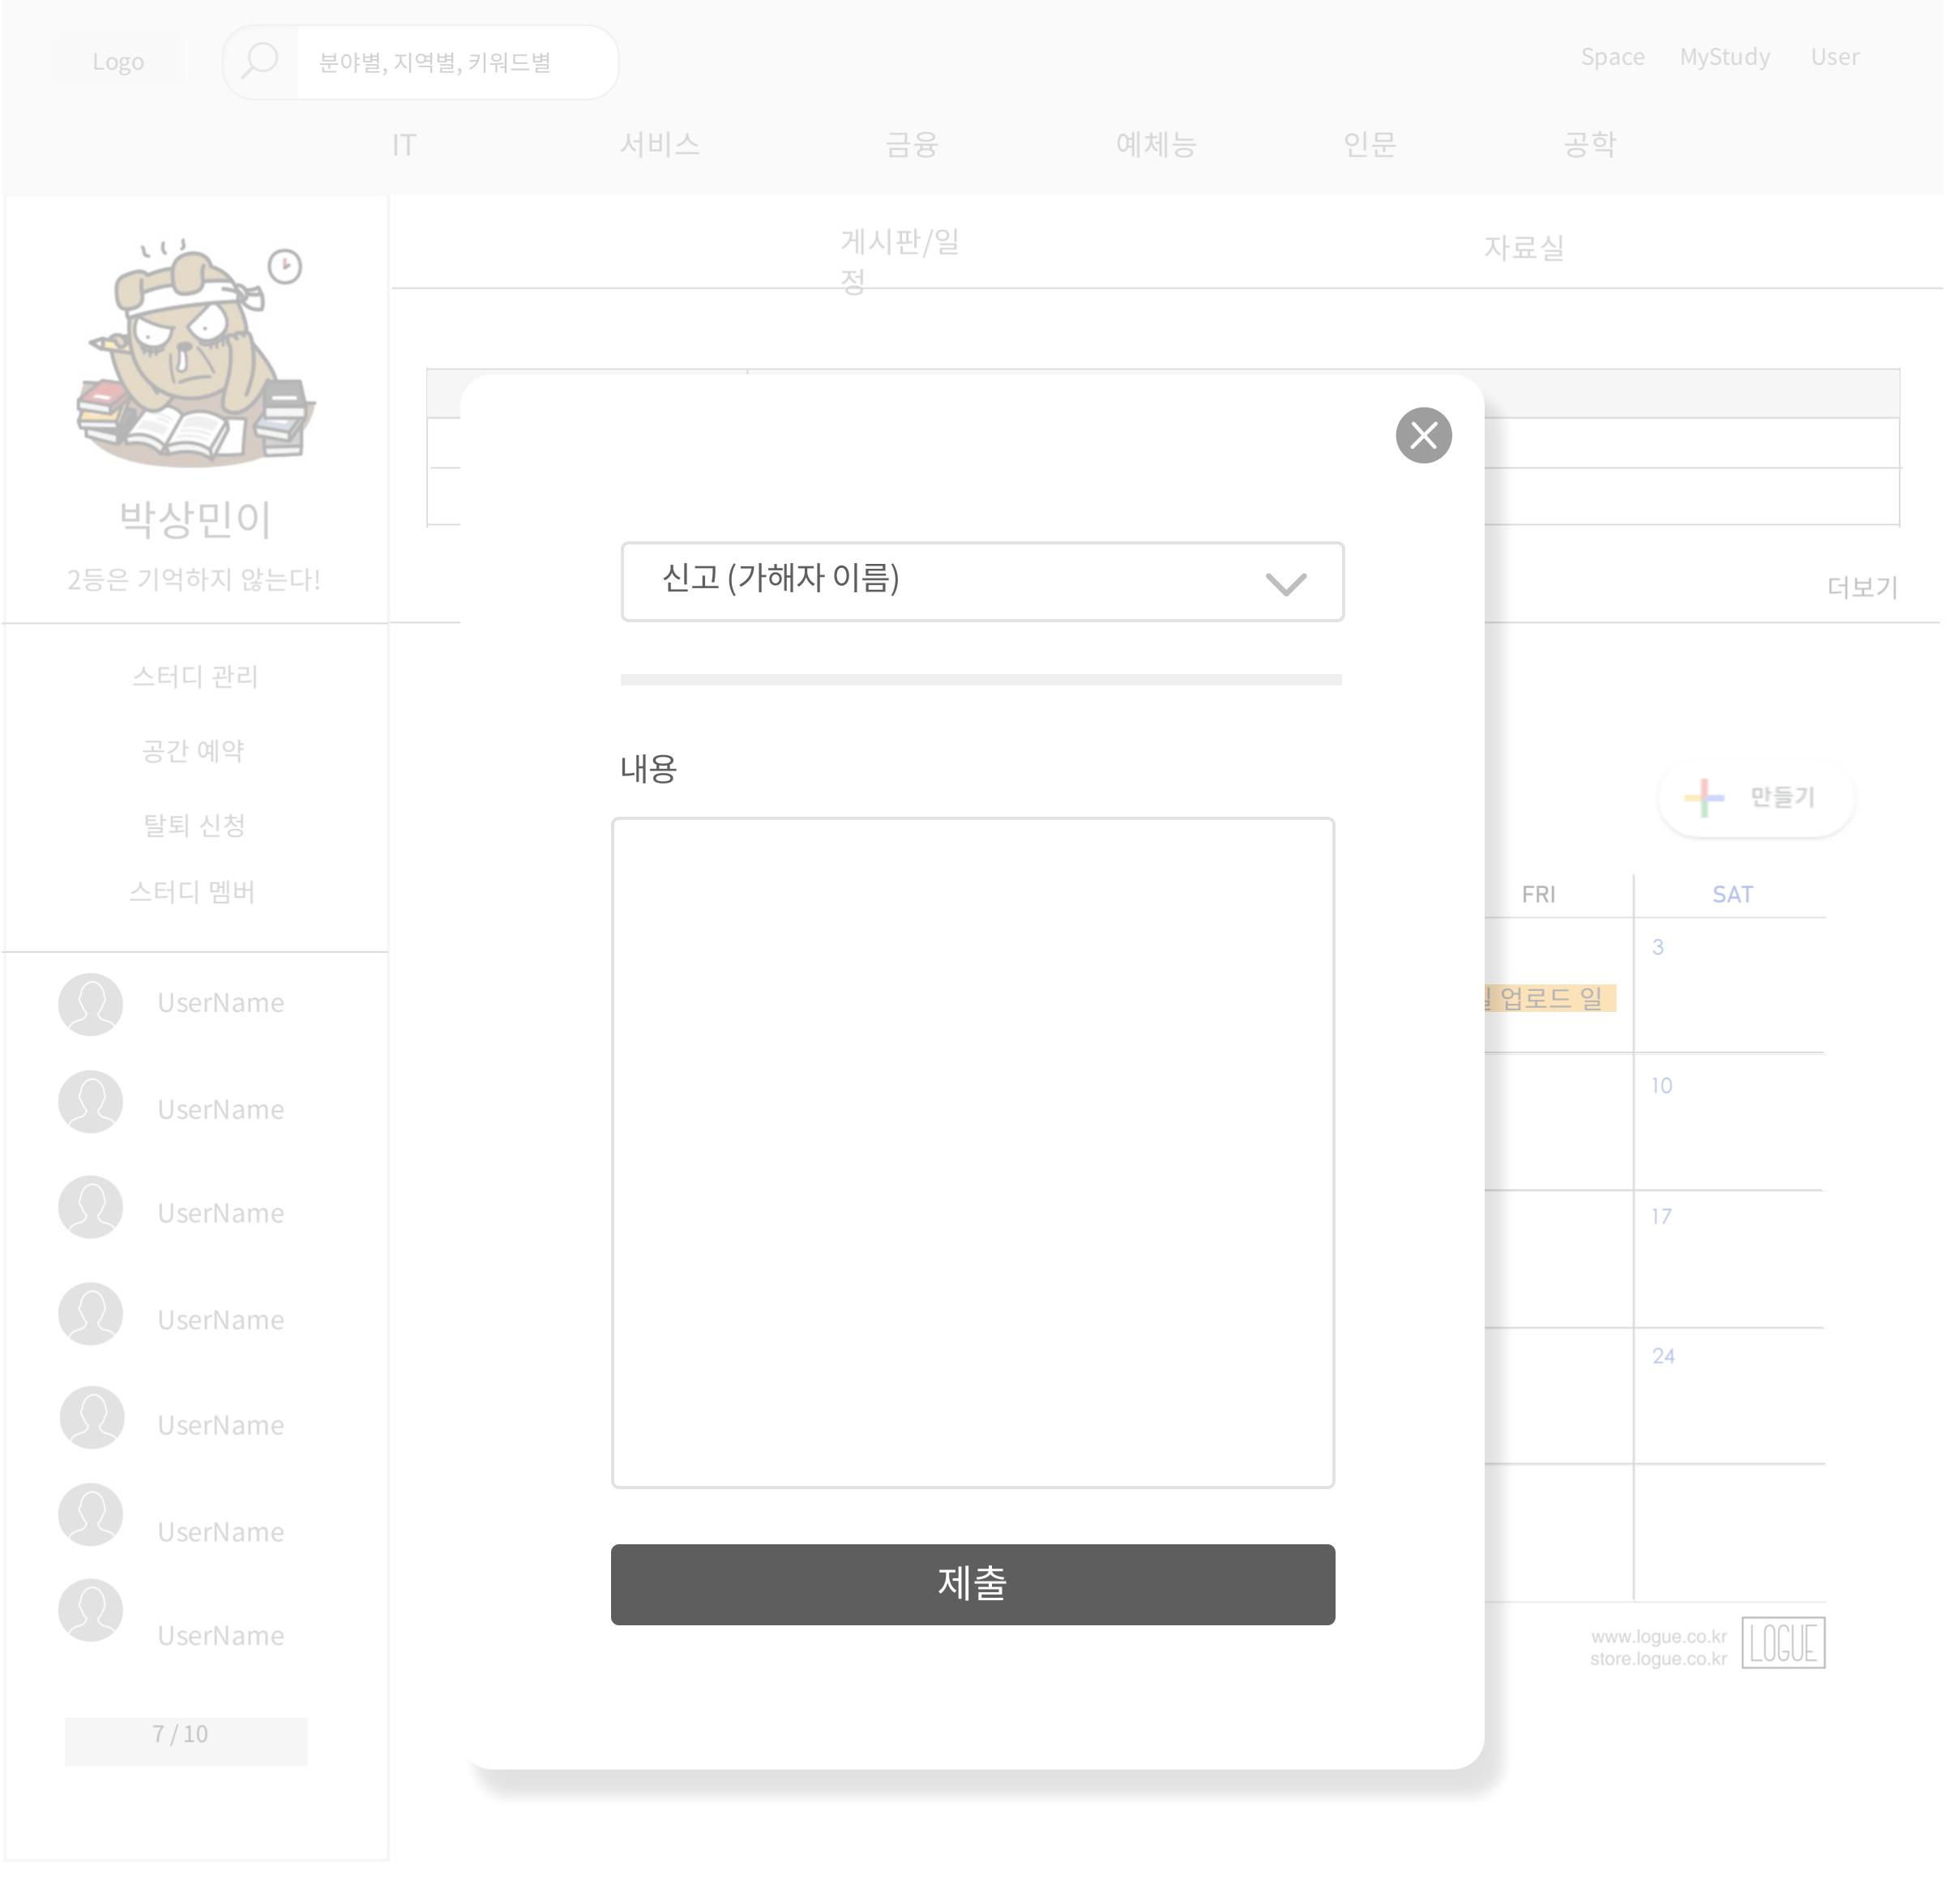 Logo
분야별, 지역별, 키워드별
Space
MyStudy
User
IT
서비스
금융
예체능
인문
공학
게시판/일
정
자료실
박상민이
2등은 기억하지 않는다!
스터디 관리
공간 예약
탈퇴 신청
스터디 멤버
UserName
UserName
UserName
UserName
UserName
UserName
UserName
7 / 10
신고 (가해자 이름)
내용
제출
더보기
만들기
FRI
SAT
3
업로드 일
10
17
24
www.logue.co.kr
store.logue.co.kr
LOGUE